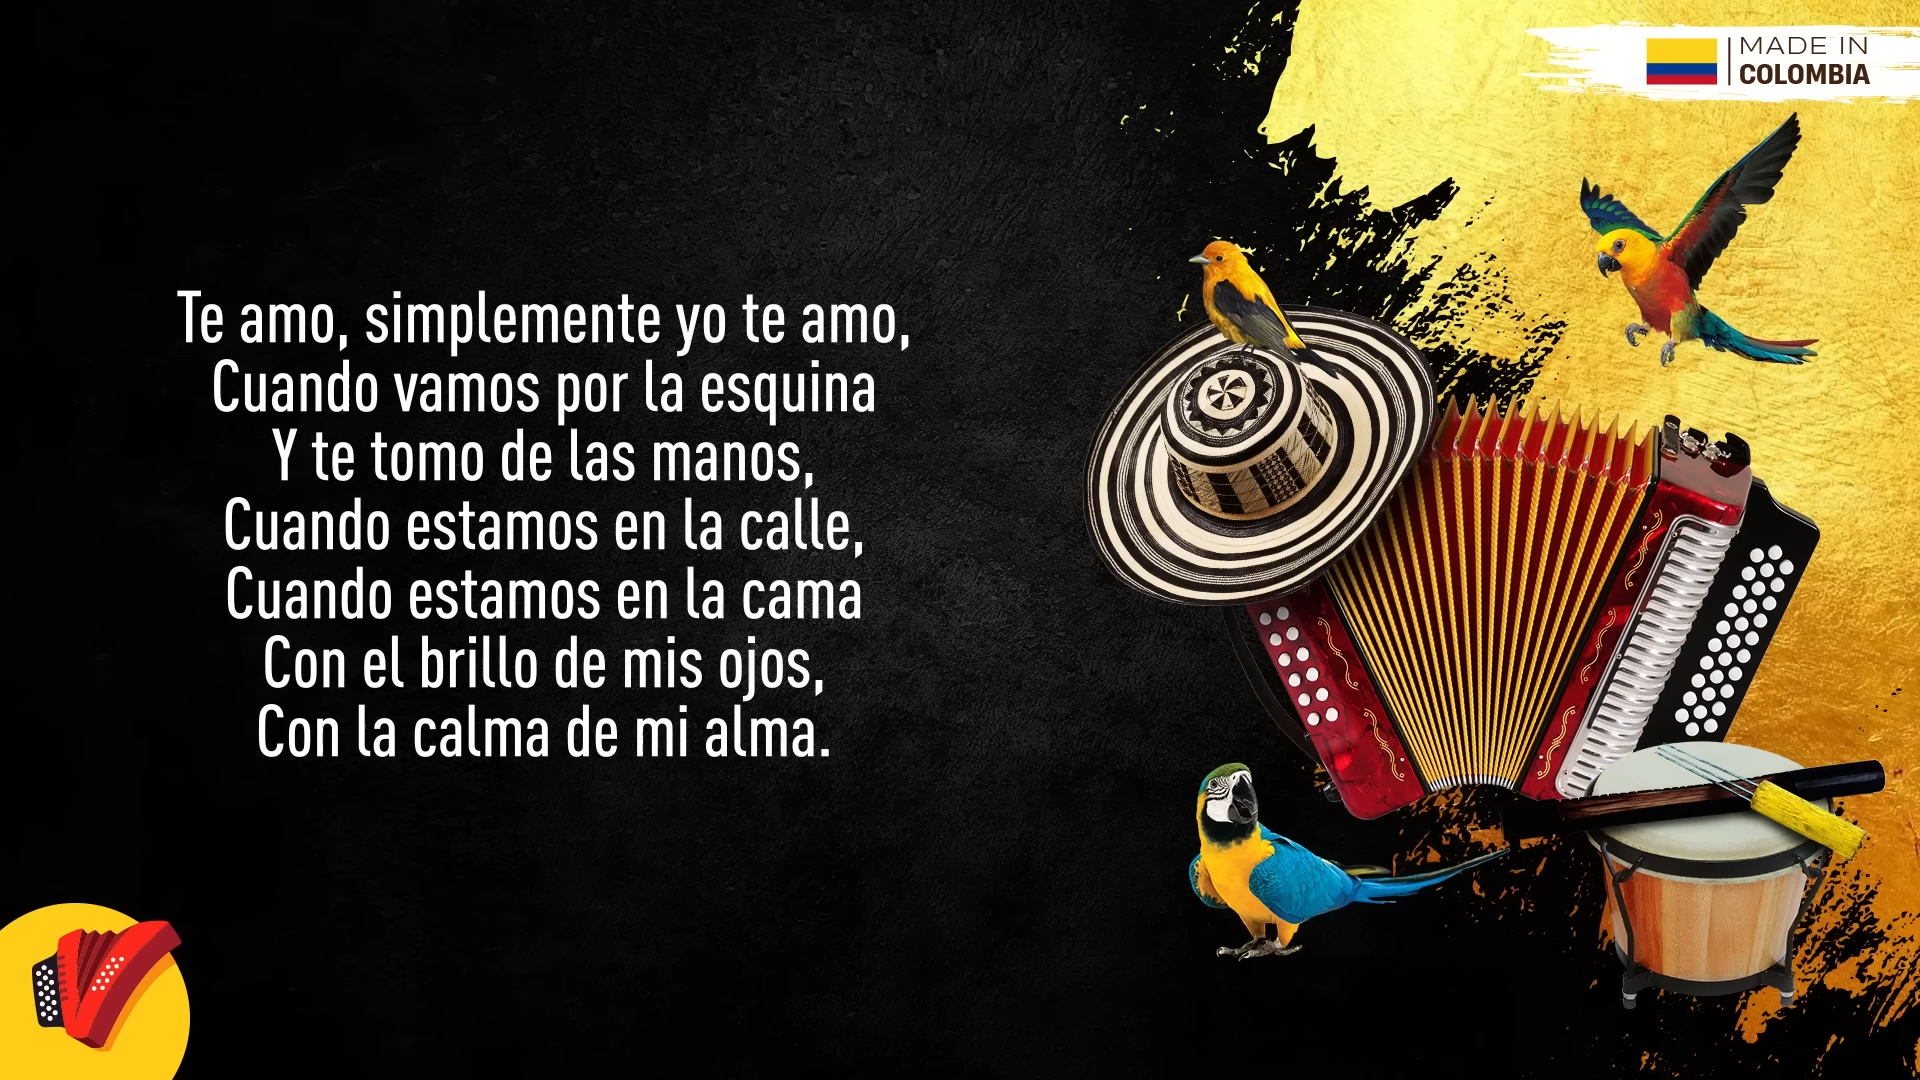 MADE IN
COLOMBIA
Te amo, simplemente yo te amo,
Cuando vamos por la esquina
Y te tomo de las manos,
Cuando estamos en la calle,
Cuando estamos en la cama
Con el brillo de mis ojos,
Con la calma de mi alma.